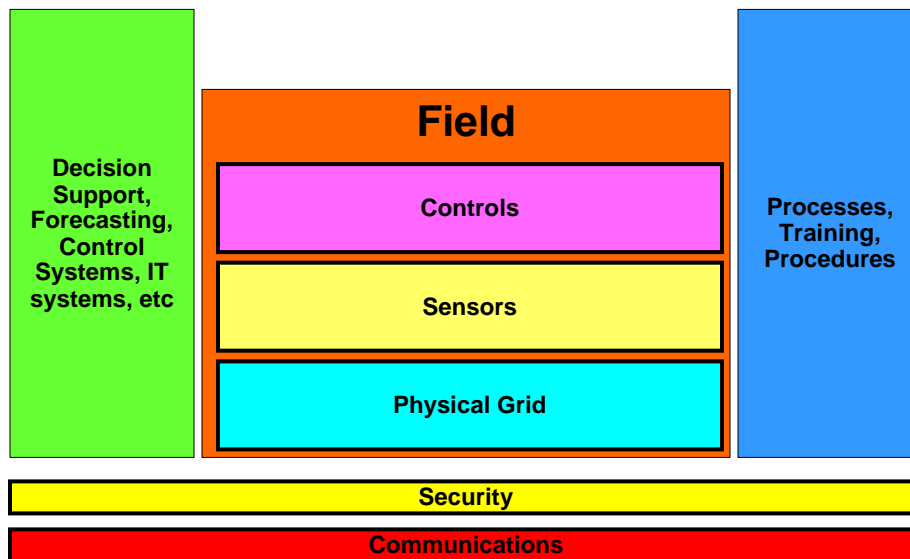 Decision
Support,
Forecasting,
Control
Systems, IT
systems, etc
Field
Controls
Sensors
Physical Grid
Processes,
Training,
Procedures
Security
Communications